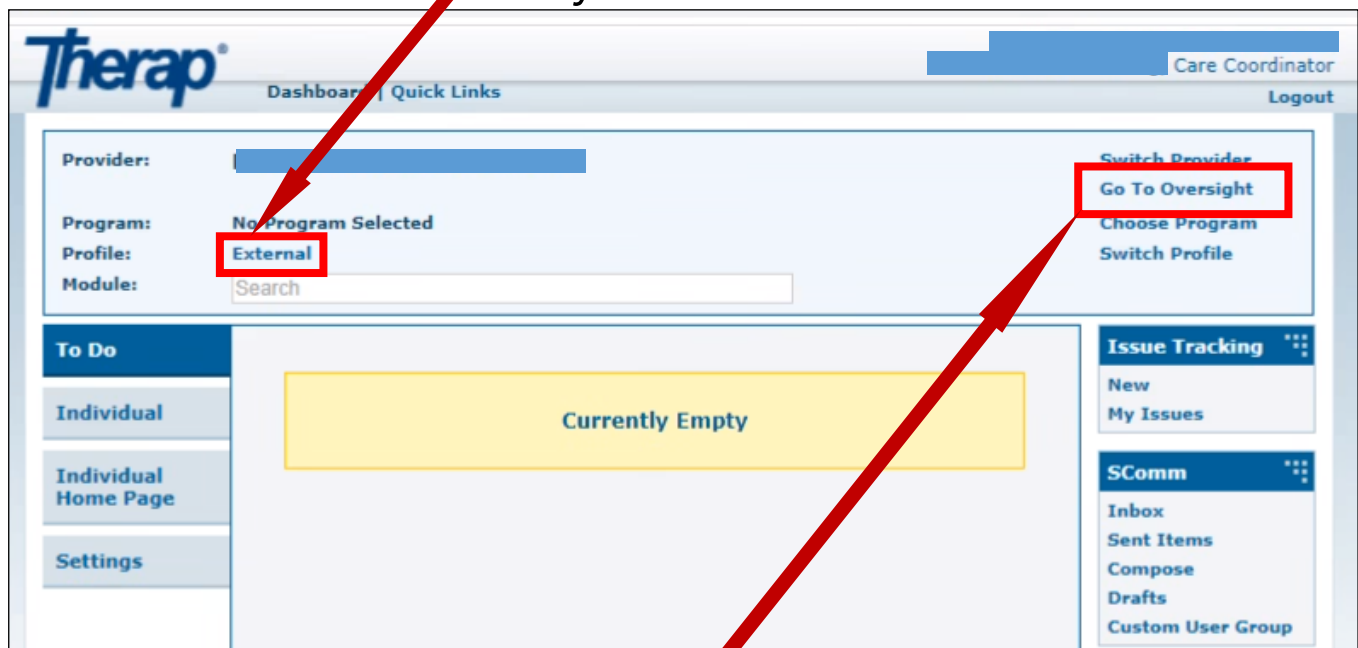 Therap
Care Coordinator
Dashboard | Quick Links
Logout
Provider:
Switch Provider
Go To Oversight
Program:
No Program Selected
Choose Program
Profile:
External
Switch Profile
Module:
Search
To Do
Individual
Individual
Home Page
Settings
Currently Empty
Issue Tracking
New
My Issues
SComm
Inbox
Sent Items
Compose
Drafts
Custom User Group